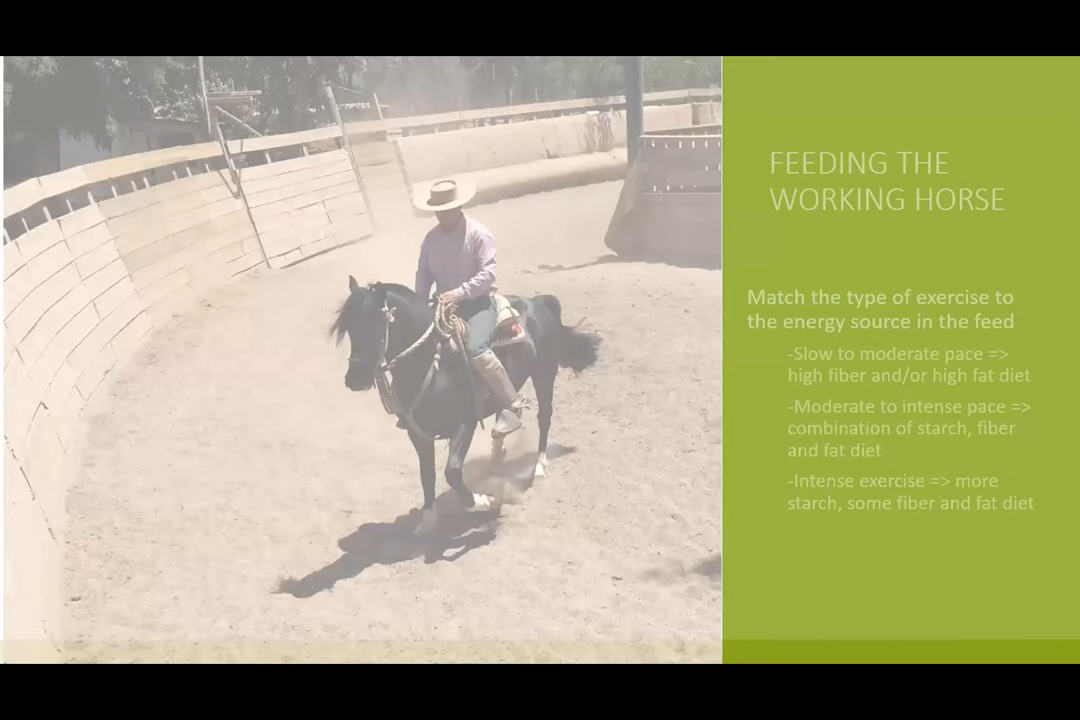 FEEDING THE
WORKING HORSE
Match the type of exercise to
the energy source in the feed
-Slow to moderate pace =>
high fiber and/or high fat diet
-Moderate to intense pace =>
combination of starch, fiber
and fat diet
-Intense exercise => more
starch, some fiber and fat diet